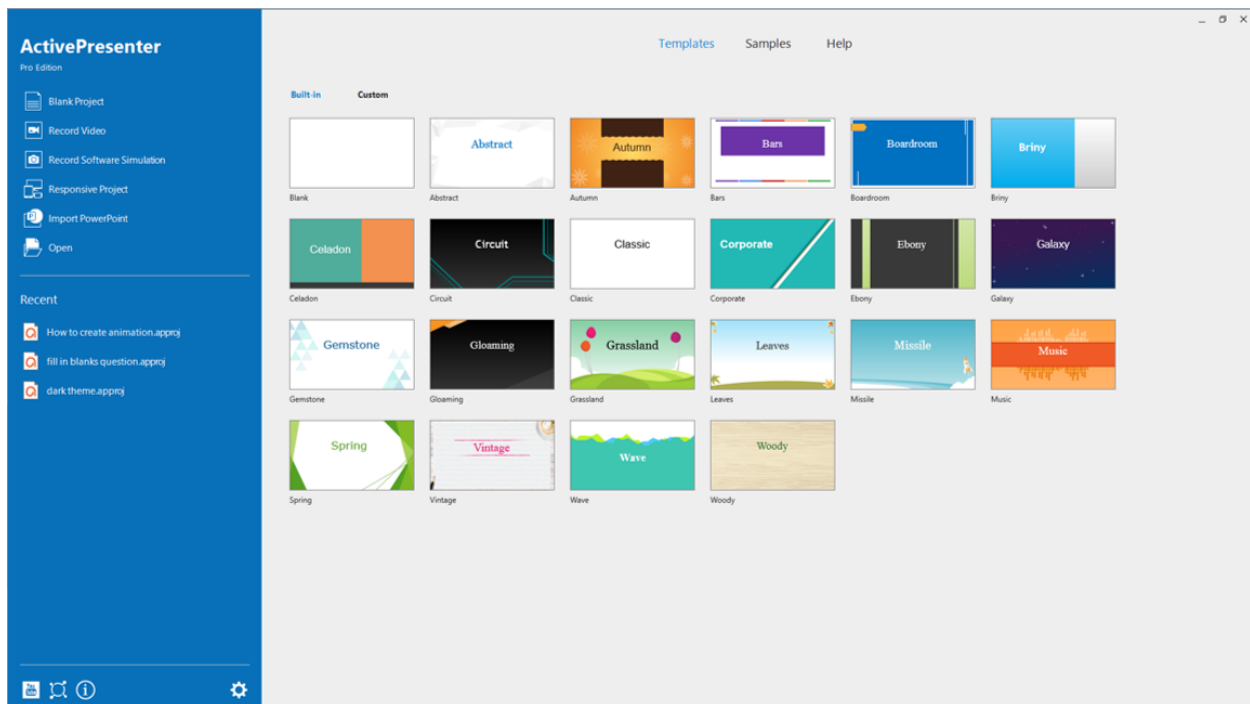 ActivePresenter
Pro Edition
Blank Project
Record Video
Record Software Simulation
Responsive Project
Import PowerPoint
Open
Recent
How to create animation.approj
fill in blanks question.approj
dark theme.approj
Templates Samples Help
Built-in Custom
Abstract Autumn Bars Boardroom Briny
Blank Abstract Autumn Bars Boardroom Briny
Celadon Circuit Classic Corporate Ebony Galaxy
Celadon Circuit Classic Corporate Ebony Galaxy
Gemstone Gloaming Grassland Leaves Missile Music
Gemstone Gloaming Grassland Leaves Missile Music
Spring Vintage Wave Woody
Spring Vintage Wave Woody